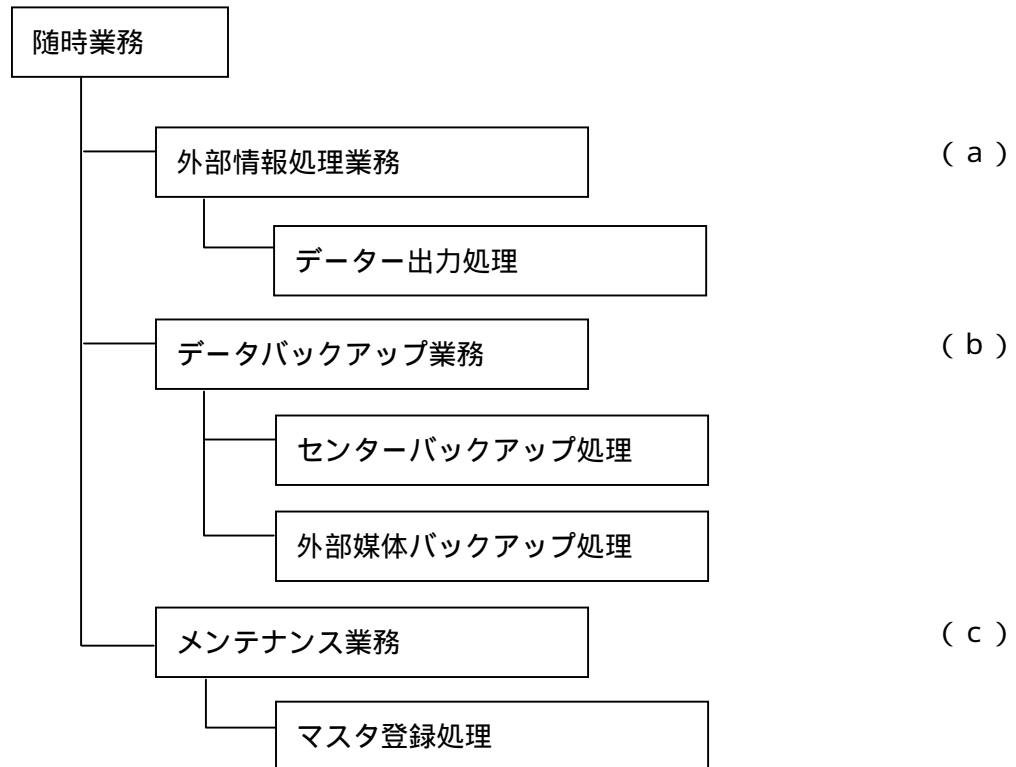 随時業務
外部情報処理業務 (a)
データー出力処理
データバックアップ業務 (b)
センターバックアップ処理
外部媒体バックアップ処理
メンテナンス業務 (c)
マスタ登録処理